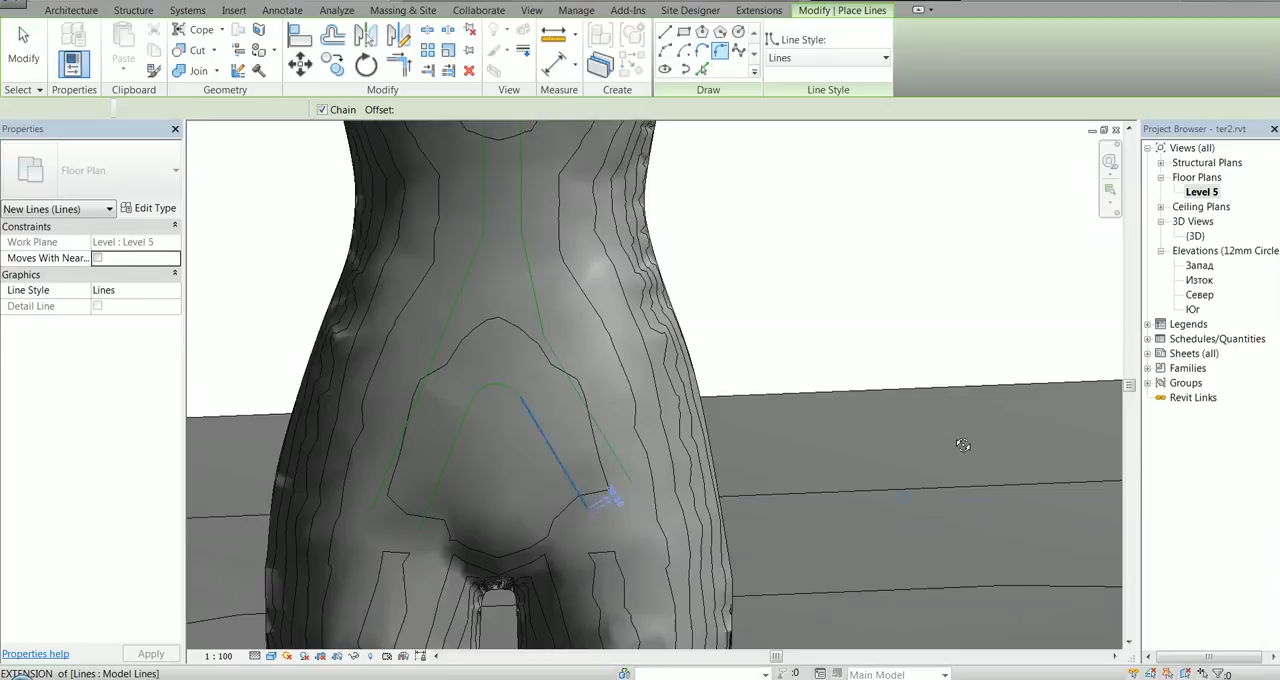 Architecture Structure Systems Insert Annotate Analyze Massing & Site Collaborate View Manage Add-Ins Site Designer Extensions Modify | Place Lines
Modify
Paste
Cope
Cut
Join
Line Style:
Lines
Select Properties Clipboard Geometry Modify View Measure Create Draw Line Style
Chain Offset:
Properties
Floor Plan
New Lines (Lines) Edit Type
Constraints
Work Plane Level : Level 5
Moves With Near...
Graphics
Line Style Lines
Detail Line
Properties help Apply
1 : 100
Project Browser - ter2.rvt
Views (all)
Structural Plans
Floor Plans
Level 5
Ceiling Plans
3D Views
{3D}
Elevations (12mm Circle
Запад
Изток
Север
Юг
Legends
Schedules/Quantities
Sheets (all)
Families
Groups
Revit Links
EXTENSION of [Lines : Model Lines]
:0
Main Model
:0